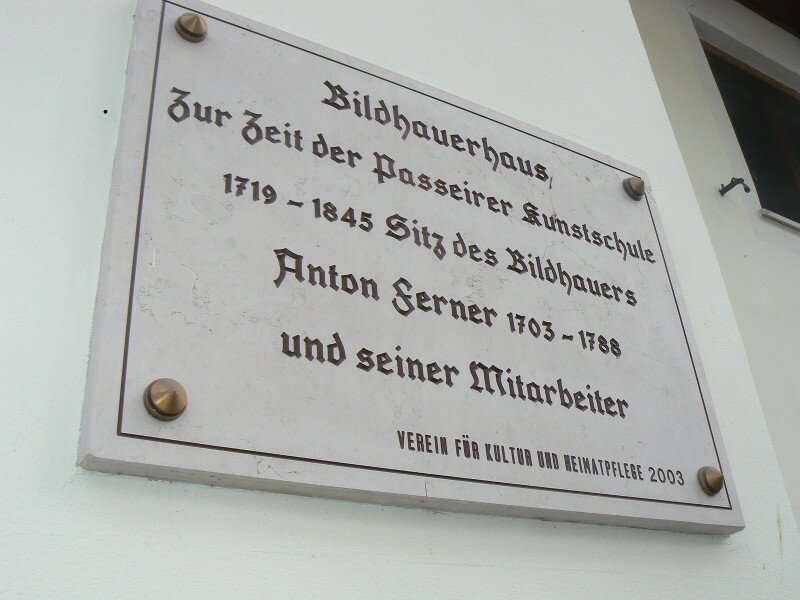 Bildhauerhaus,
Zur Zeit der Passeirer Kunstschule
1719 - 1845 Sitz des Bildhauers
Anton Ferner 1703 - 1788
und seiner Mitarbeiter
VEREIN FÜR KULTUR UND HEIMATPFLEGE 2003